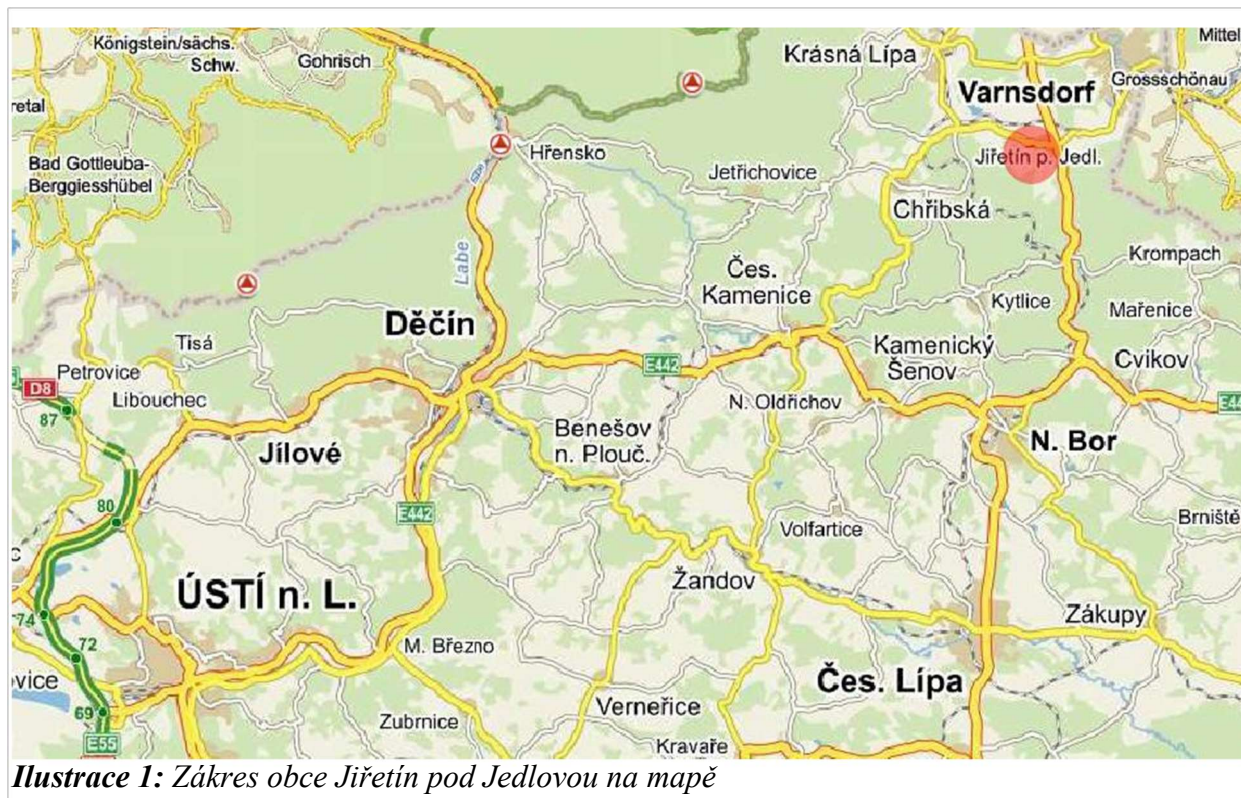 Königstein/sächs.
Schw.
Gohrisch
Krásná Lípa
Mittel
Varnsdorf
Grossschönau
retal
Bad Gottleuba-
Berggiesshübel
Hřensko
Jetřichovice
Jiřetín p. Jedl.
Chřibská
Labe
Krompach
Čes.
Kamenice
Kytlice
Mařenice
Děčín
Tisá
Petrovice
D8
87
Libouchec
E442
Kamenický
Šenov
Cvikov
E44
N. Oldřichov
Jílové
Benešov
n. Plouč.
N. Bor
80
E442
Volfartice
Brniště
c
ÚSTÍ n. L.
Žandov
Zákupy
74
72
M. Březno
ovice
Čes. Lípa
69
Zubrnice
Verneřice
E55
Kravaře
Ilustrace 1: Zákres obce Jiřetín pod Jedlovou na mapě